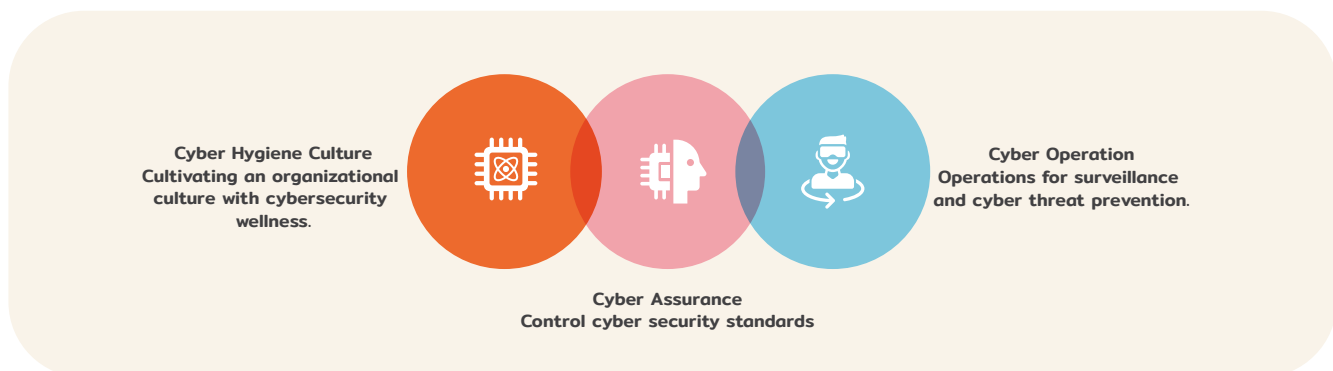 Cyber Hygiene Culture
Cultivating an organizational
culture with cybersecurity
wellness.
Cyber Assurance
Control cyber security standards
Cyber Operation
Operations for surveillance
and cyber threat prevention.